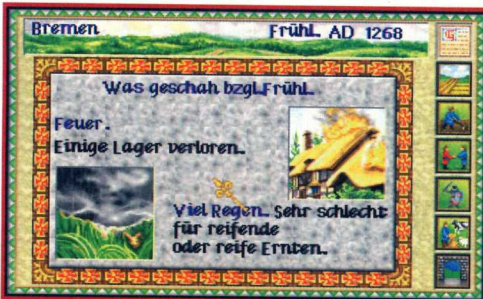 Bremen Frühl. AD 1268
Was geschah bzgl.Frühl.
Feuer.
Einige Lager verloren.
Viel Regen. Sehr schlecht
für reifende
oder reife Ernten.